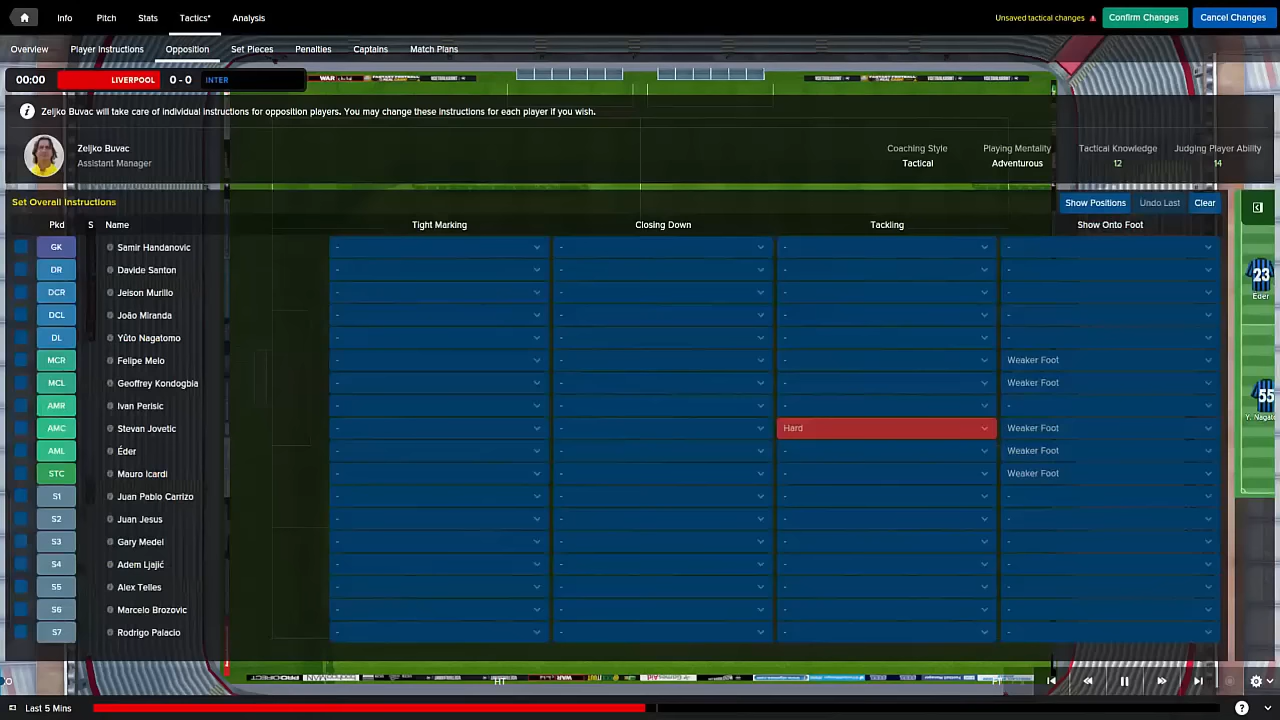 Info Pitch Stats Tactics* Analysis Unsaved tactical changes Confirm Changes Cancel Changes
Overview Player Instructions Opposition Set Pieces Penalties Captains Match Plans
00:00 LIVERPOOL 0 - 0 INTER
Zeljko Buvac will take care of individual instructions for opposition players. You may change these instructions for each player if you wish.
Zeljko Buvac Coaching Style Playing Mentality Tactical Knowledge Judging Player Ability
Assistant Manager Tactical Adventurous 12 14
Set Overall Instructions Show Positions Undo Last Clear
Pkd S Name Tight Marking Closing Down Tackling Show Onto Foot
GK Samir Handanovic - - - -
DR Davide Santon - - - -
DCR Jeison Murillo - - - -
DCL João Miranda - - - -
DL Yûto Nagatomo - - - -
MCR Felipe Melo - - - Weaker Foot
MCL Geoffrey Kondogbia - - - Weaker Foot
AMR Ivan Perisic - - - -
AMC Stevan Jovetic - - Hard Weaker Foot
AML Éder - - - Weaker Foot
STC Mauro Icardi - - - Weaker Foot
S1 Juan Pablo Carrizo - - - -
S2 Juan Jesus - - - -
S3 Gary Medel - - - -
S4 Adem Ljajić - - - -
S5 Alex Telles - - - -
S6 Marcelo Brozovic - - - -
S7 Rodrigo Palacio - - - -
23
Eder
55
Y. Nagato
HT
Last 5 Mins ?